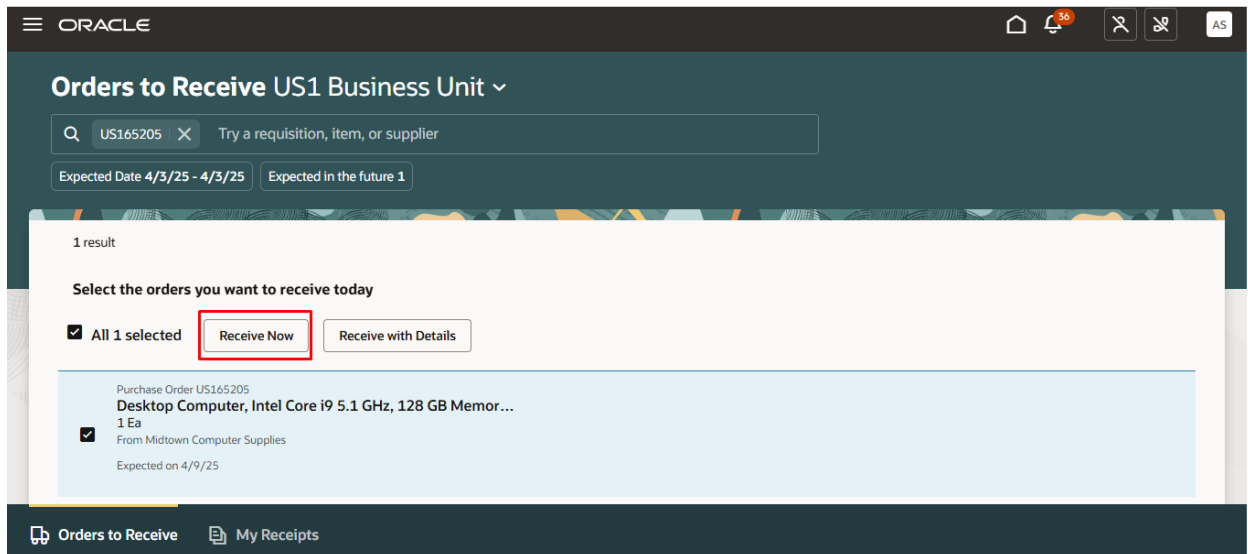 ORACLE
36
AS
Orders to Receive US1 Business Unit
US165205 Try a requisition, item, or supplier
Expected Date 4/3/25 - 4/3/25 Expected in the future 1
1 result
Select the orders you want to receive today
All 1 selected Receive Now Receive with Details
Purchase Order US165205
Desktop Computer, Intel Core i9 5.1 GHz, 128 GB Memor...
1 Ea
From Midtown Computer Supplies
Expected on 4/9/25
Orders to Receive My Receipts